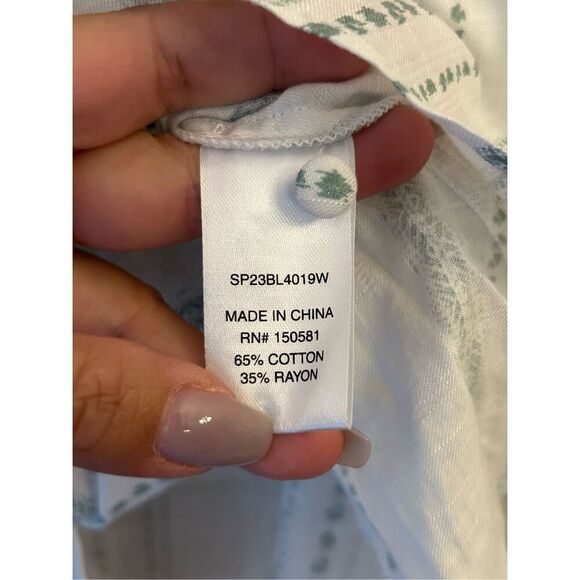 SP23BL4019W
MADE IN CHINA
RN# 150581
65% COTTON
35% RAYON